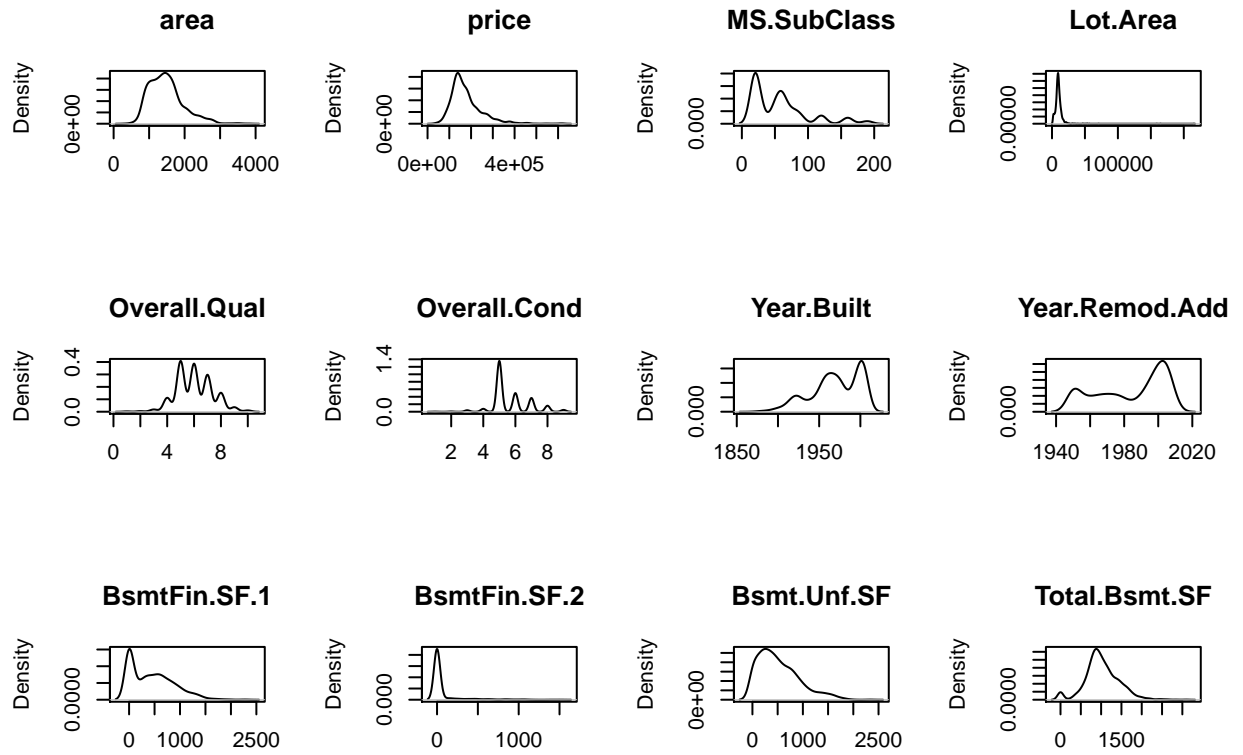 area
price
MS.SubClass
Lot.Area
Density
0e+00
0 2000 4000
Density
0e+00
0e+00 4e+05
Density
0.000
0 100 200
Density
0.00000
0 100000
Overall.Qual
Overall.Cond
Year.Built
Year.Remod.Add
Density
0.0 0.4
0 4 8
Density
0.0 1.4
2 4 6 8
Density
0.000
1850 1950
Density
0.000
1940 1980 2020
BsmtFin.SF.1
BsmtFin.SF.2
Bsmt.Unf.SF
Total.Bsmt.SF
Density
0.0000
0 1000 2500
Density
0.000
0 1000
Density
0e+00
0 1000 2500
Density
0.0000
0 1500